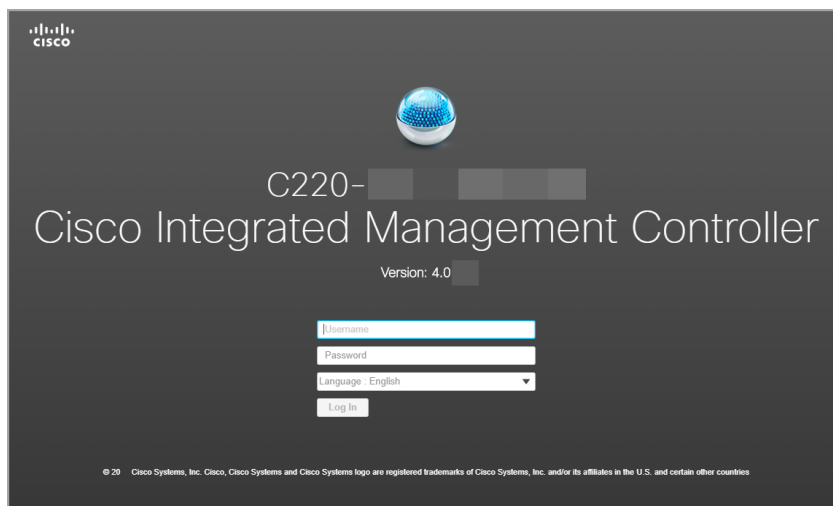 CISCO
C220-
Cisco Integrated Management Controller
Version: 4.0
Username
Password
Language : English
Log In
© 20 Cisco Systems, Inc. Cisco, Cisco Systems and Cisco Systems logo are registered trademarks of Cisco Systems, Inc. and/or its affiliates in the U.S. and certain other countries